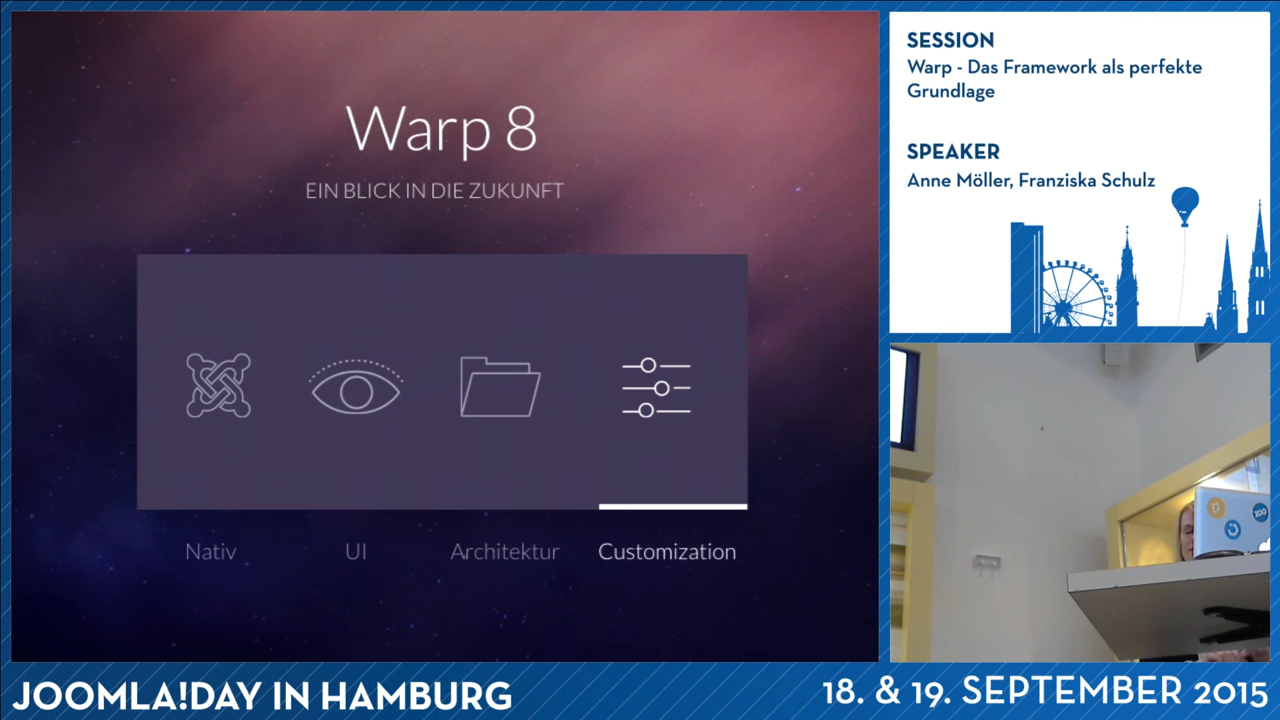 Warp 8
EIN BLICK IN DIE ZUKUNFT
Nativ
UI
Architektur
Customization
SESSION
Warp - Das Framework als perfekte
Grundlage
SPEAKER
Anne Möller, Franziska Schulz
ZOO
JOOMLA!DAY IN HAMBURG
18. & 19. SEPTEMBER 2015